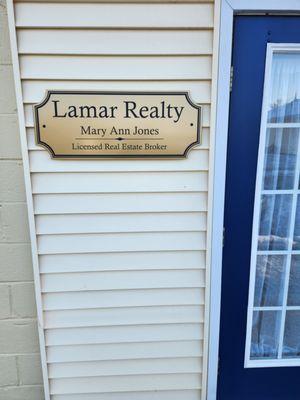 Lamar Realty
Mary Ann Jones
Licensed Real Estate Broker